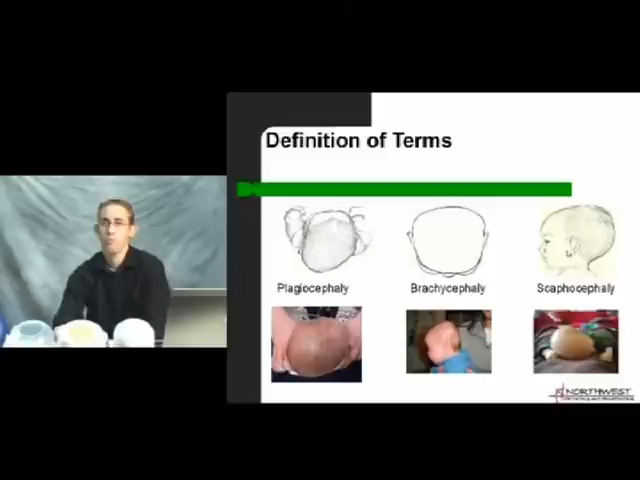 Definition of Terms
Plagiocephaly
Brachycephaly
Scaphocephaly
NORTHWEST